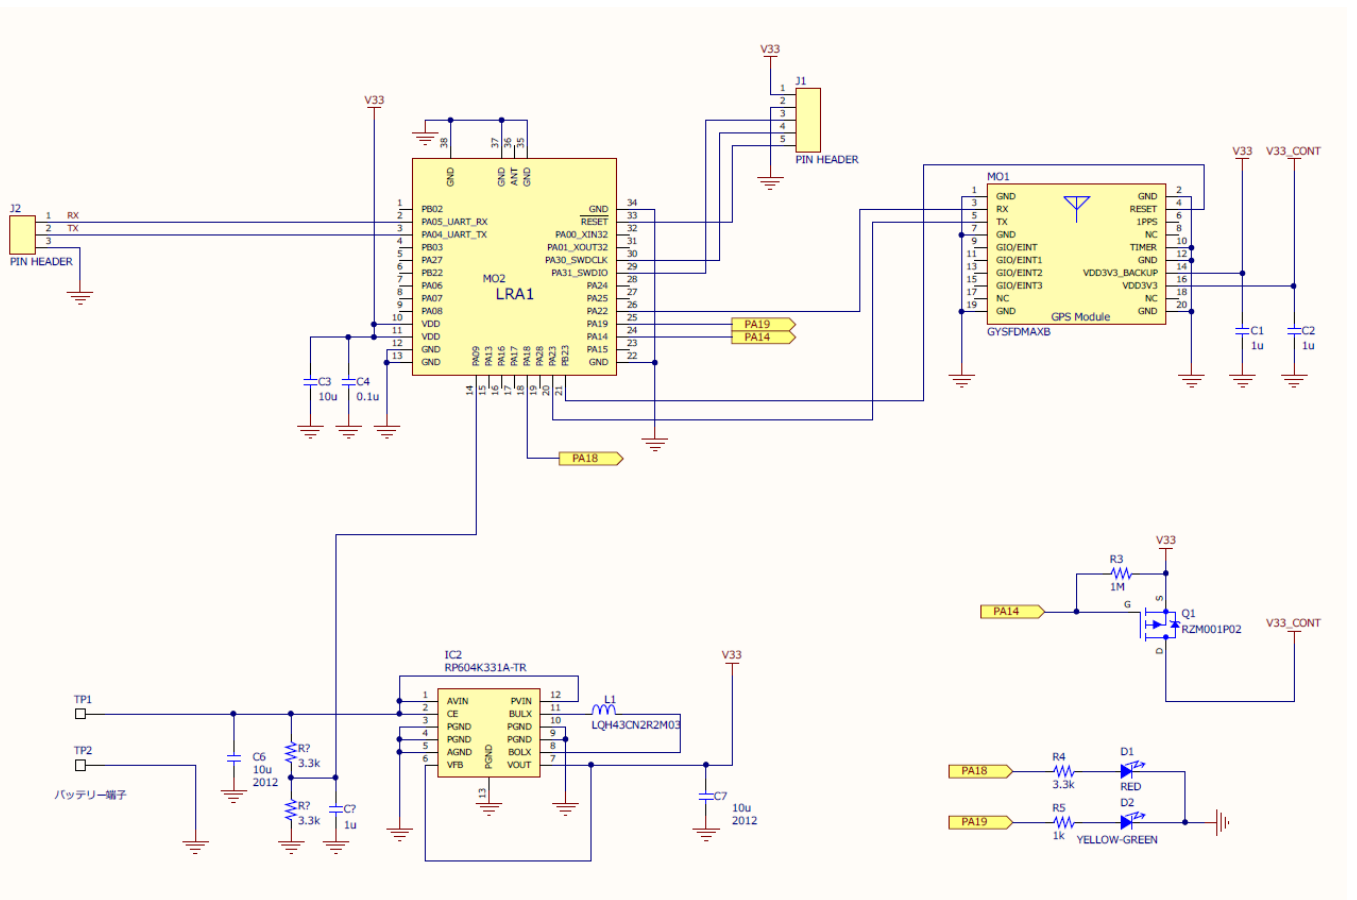 V33
J1
1
2
3
4
5
PIN HEADER
V33
38
37
36
35
GND
GND
ANT
GND
J2
1 RX
2 TX
3
PIN HEADER
1 PB02
2 PA05_UART_RX
3 PA04_UART_TX
4 PB03
5 PA27
6 PB22
7 PA06
8 PA07
9 PA08
10 VDD
11 VDD
12 GND
13 GND
MO2
LRA1
GND 34
RESET 33
PA00_XIN32 32
PA01_XOUT32 31
PA30_SWDCLK 30
PA31_SWDIO 29
PA24 28
PA25 27
PA22 26
PA19 25
PA14 24
PA15 23
GND 22
PA09
PA13
PA16
PA17
PA18
PA28
PA23
PB23
14
15
16
17
18
19
20
21
PA19
PA14
PA18
C3
10u
C4
0.1u
V33
V33_CONT
MO1
1 GND
3 RX
5 TX
7 GND
9 GIO/EINT
11 GIO/EINT1
13 GIO/EINT2
15 GIO/EINT3
17 NC
19 GND
GND 2
RESET 4
1PPS 6
NC 8
TIMER 10
GND 12
VDD3V3_BACKUP 14
VDD3V3 16
NC 18
GND 20
GPS Module
GYSFDMAXB
C1
1u
C2
1u
V33
R3
1M
PA14
G
S
D
Q1
RZM001P02
V33_CONT
TP1
TP2
バッテリー端子
C6
10u
2012
R?
3.3k
R?
3.3k
C?
1u
IC2
RP604K331A-TR
1 AVIN
2 CE
3 PGND
4 PGND
5 AGND
6 VFB
PVIN 12
BULX 11
PGND 10
PGND 9
BOLX 8
VOUT 7
PGND
13
L1
LQH43CN2R2M03
V33
C7
10u
2012
PA18
R4
3.3k
D1
RED
PA19
R5
1k
D2
YELLOW-GREEN